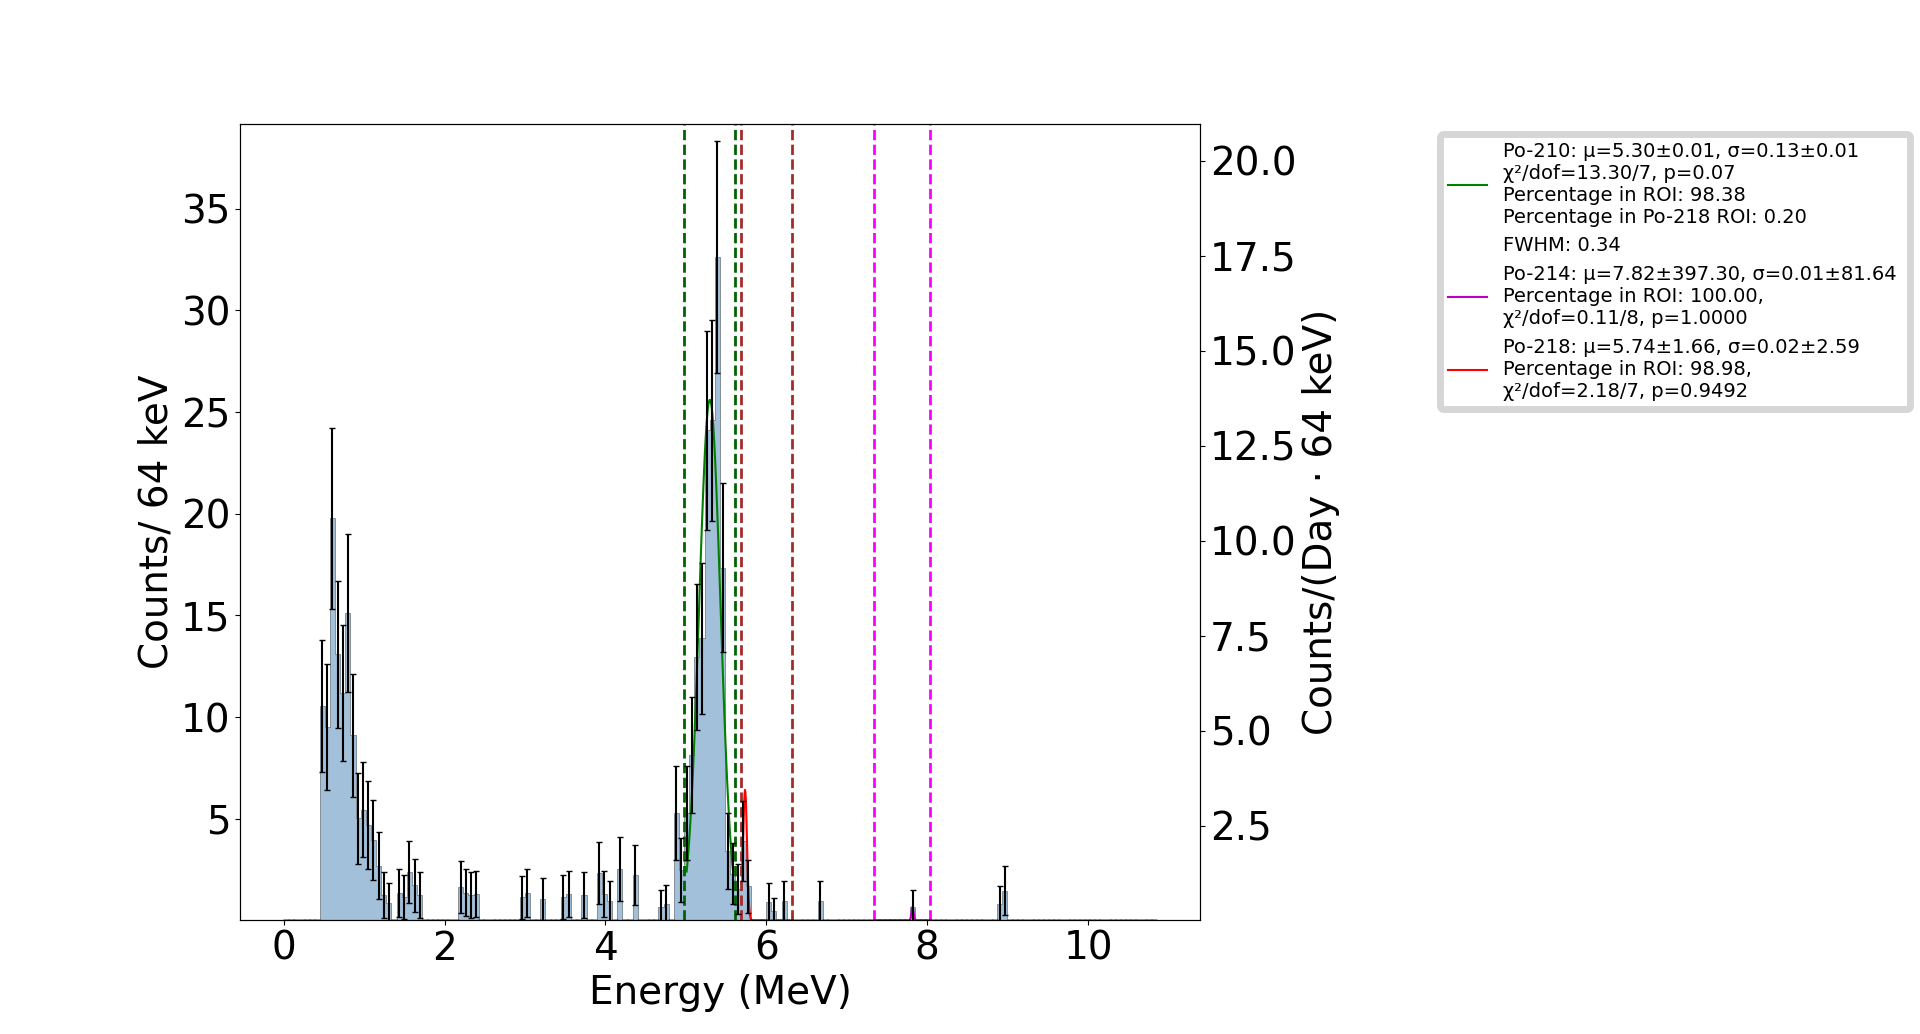 Counts/ 64 keV
35
30
25
20
15
10
5
0
2
4
6
8
10
Energy (MeV)
20.0
17.5
15.0
12.5
10.0
7.5
5.0
2.5
Counts/(Day · 64 keV)
Po-210: μ=5.30±0.01, σ=0.13±0.01
χ²/dof=13.30/7, p=0.07
Percentage in ROI: 98.38
Percentage in Po-218 ROI: 0.20
FWHM: 0.34
Po-214: μ=7.82±397.30, σ=0.01±81.64
Percentage in ROI: 100.00,
χ²/dof=0.11/8, p=1.0000
Po-218: μ=5.74±1.66, σ=0.02±2.59
Percentage in ROI: 98.98,
χ²/dof=2.18/7, p=0.9492